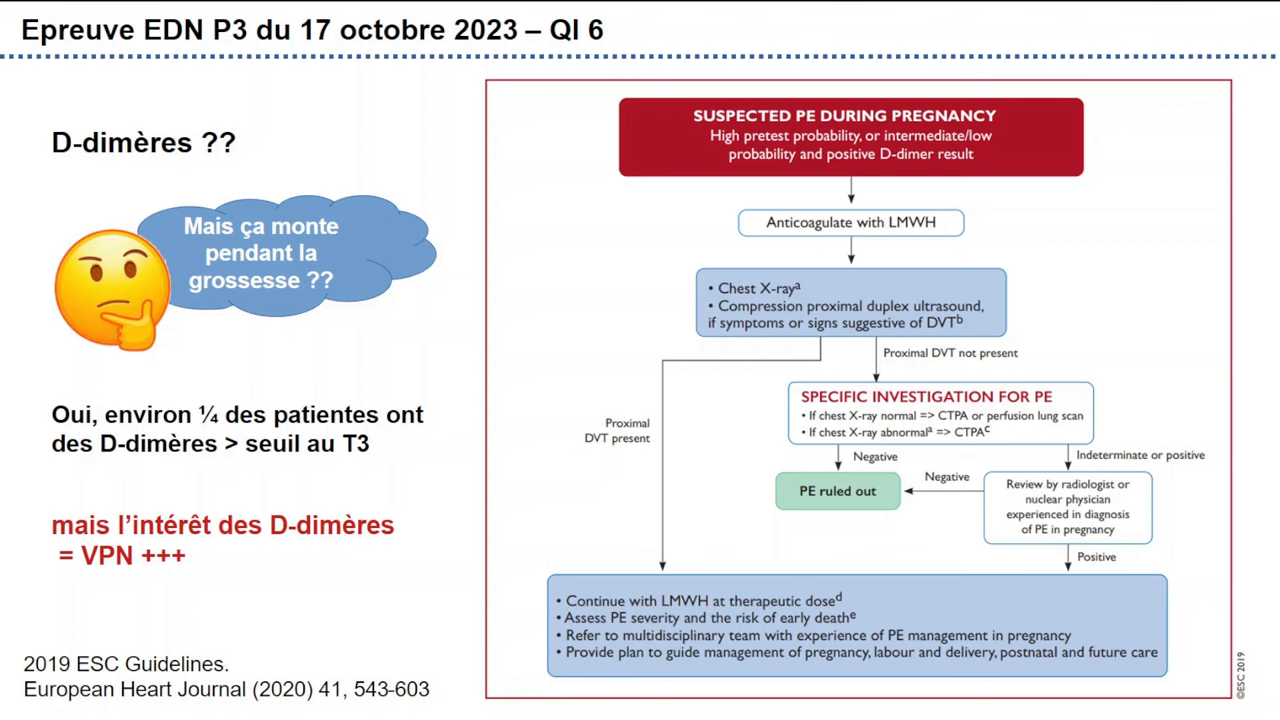 Epreuve EDN P3 du 17 octobre 2023 – QI 6
D-dimères ??
Mais ça monte
pendant la
grossesse ??
Oui, environ ¼ des patientes ont
des D-dimères > seuil au T3
mais l'intérêt des D-dimères
= VPN +++
2019 ESC Guidelines.
European Heart Journal (2020) 41, 543-603
SUSPECTED PE DURING PREGNANCY
High pretest probability, or intermediate/low
probability and positive D-dimer result
Anticoagulate with LMWH
• Chest X-rayᵃ
• Compression proximal duplex ultrasound,
if symptoms or signs suggestive of DVTᵇ
Proximal DVT not present
Proximal
DVT present
SPECIFIC INVESTIGATION FOR PE
• If chest X-ray normal => CTPA or perfusion lung scan
• If chest X-ray abnormalᵃ => CTPAᶜ
Negative
Indeterminate or positive
PE ruled out
Negative
Review by radiologist or
nuclear physician
experienced in diagnosis
of PE in pregnancy
Positive
• Continue with LMWH at therapeutic doseᵈ
• Assess PE severity and the risk of early deathᵉ
• Refer to multidisciplinary team with experience of PE management in pregnancy
• Provide plan to guide management of pregnancy, labour and delivery, postnatal and future care
©ESC 2019